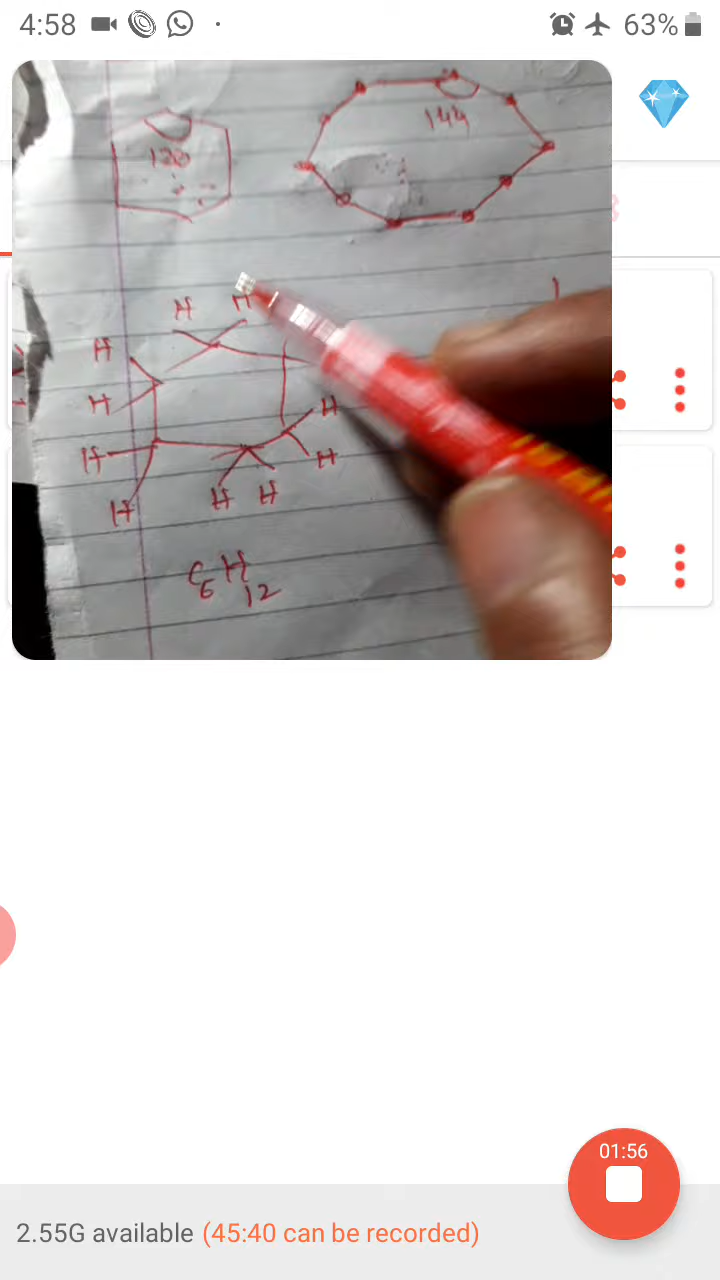 4:58 63%
120
144
H H
H
H
H
H
H
H
H H
C6H12
01:56
2.55G available (45:40 can be recorded)